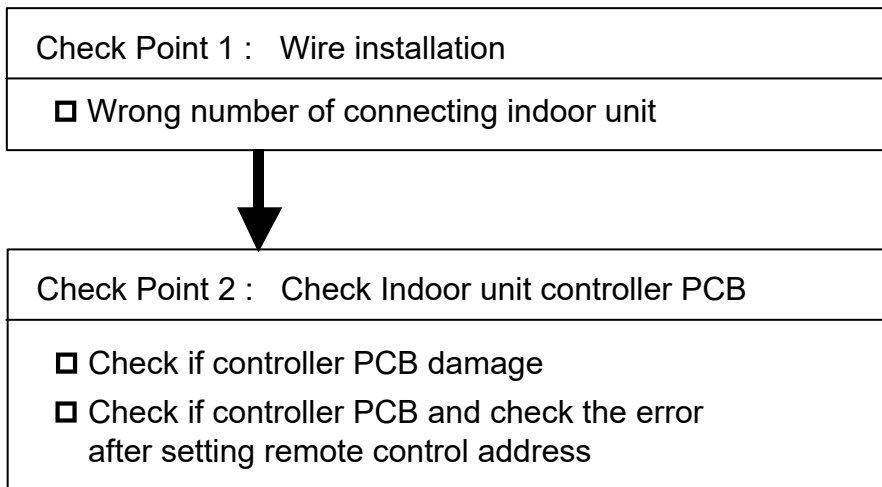 Check Point 1 : Wire installation
Wrong number of connecting indoor unit
Check Point 2 : Check Indoor unit controller PCB
Check if controller PCB damage
Check if controller PCB and check the error
after setting remote control address